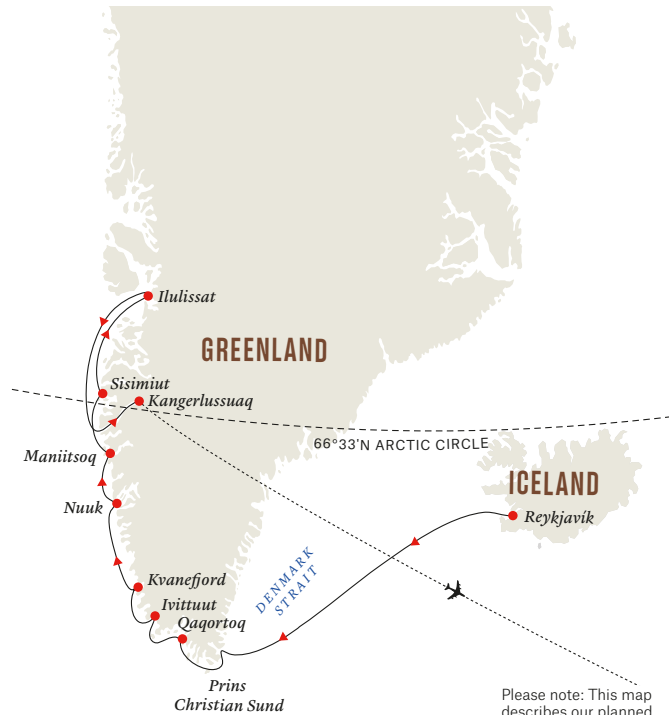 Ilulissat
GREENLAND
Sisimiut
Kangerlussuaq
66°33'N ARCTIC CIRCLE
Maniitsoq
ICELAND
Nuuk
Reykjavík
DENMARK
STRAIT
Kvanefjord
Ivittuut
Qaqortoq
Prins
Christian Sund
Please note: This map
describes our planned